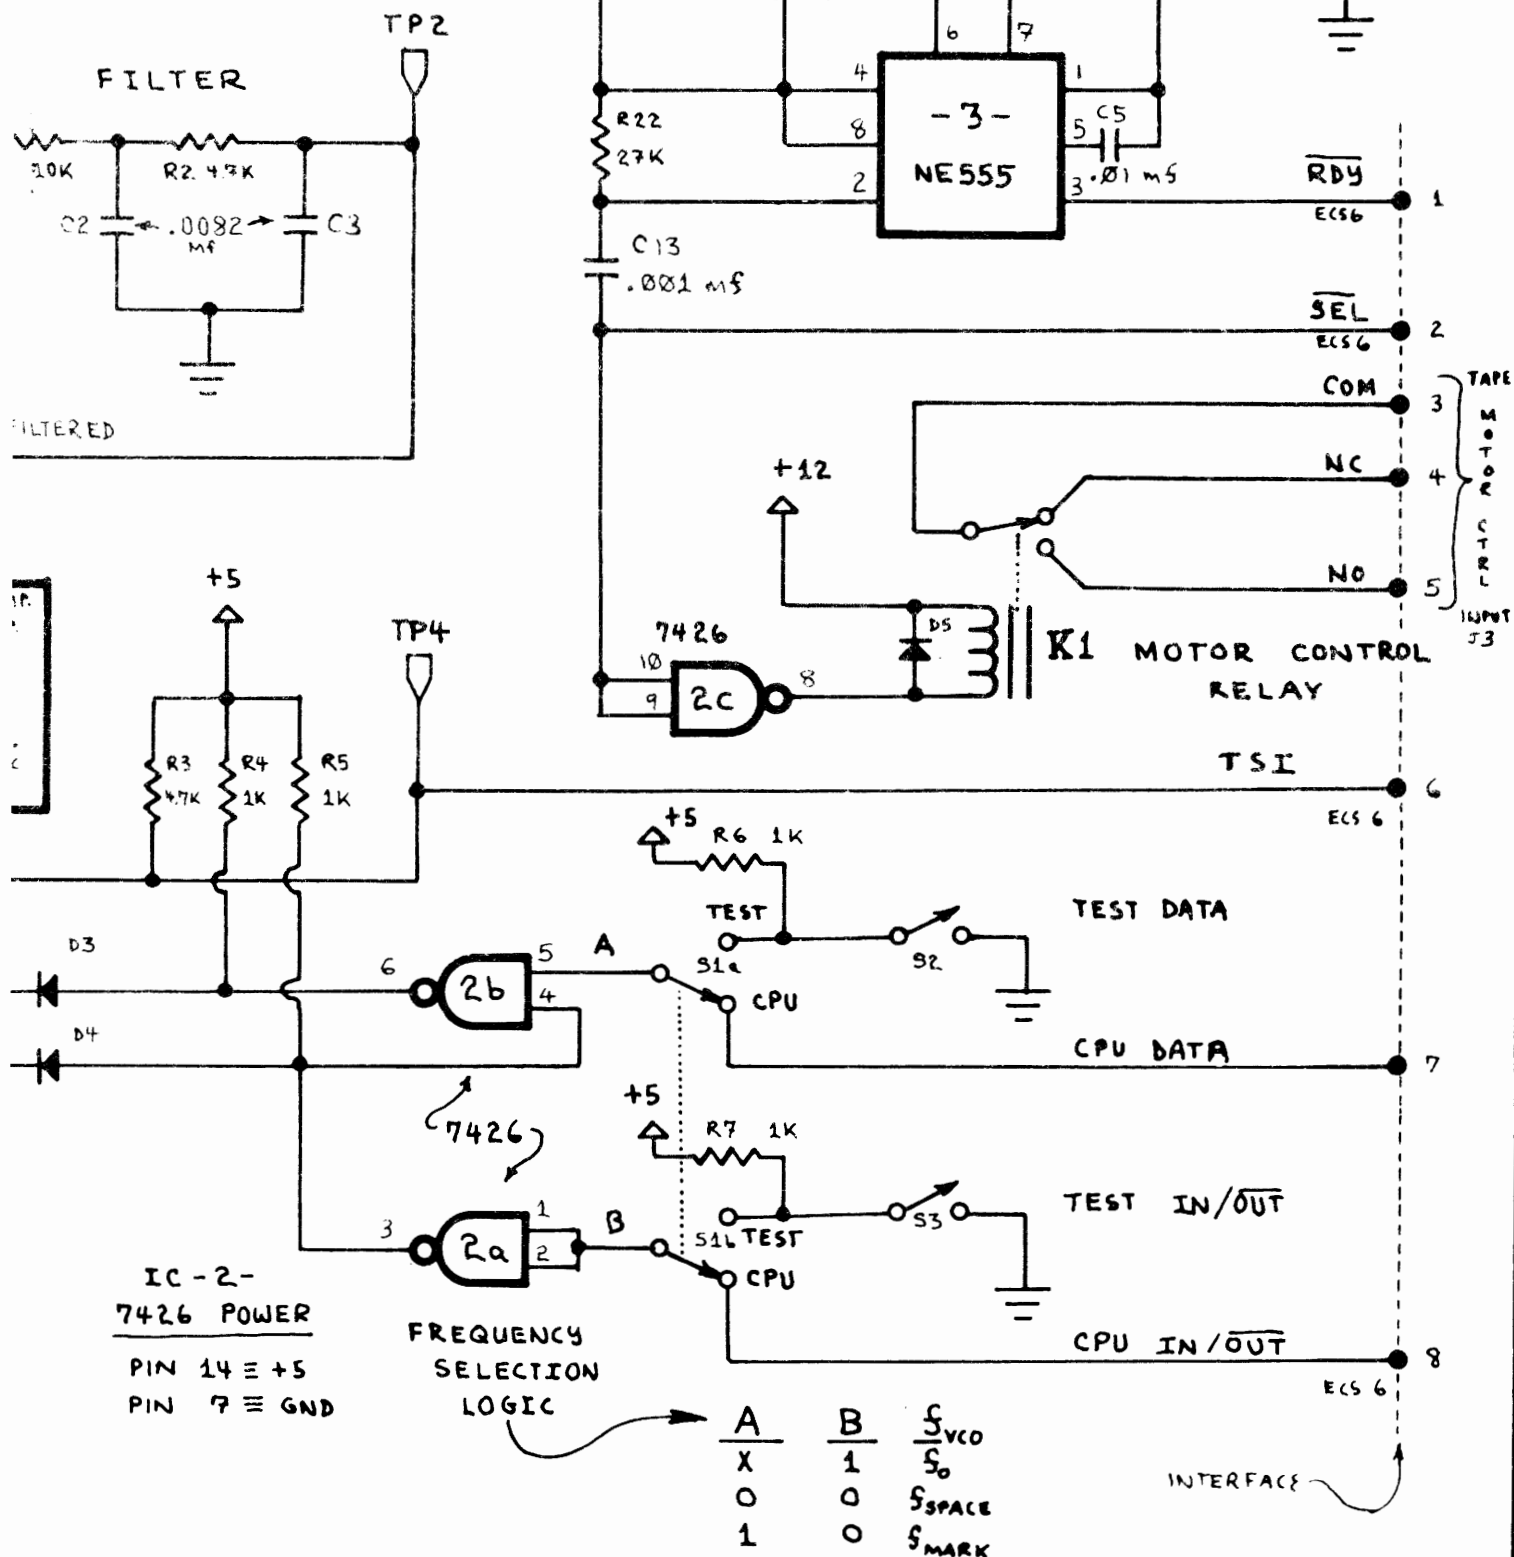 TP2
FILTER
10K
R2 4.7K
C2
.0082
Mf
C3
6
7
4
8
2
-3-
NE555
1
5
3
C5
.01 mf
R22
27K
C13
.001 mf
RDY
ECS6
1
SEL
ECS6
2
COM
3
NC
4
NO
5
TAPE
MOTOR
CTRL
INPUT
J3
+12
D5
K1 MOTOR CONTROL
RELAY
7426
10
9
2c
8
+5
TP4
R3
4.7K
R4
1K
R5
1K
TSI
ECS 6
6
+5
R6 1K
TEST
S1a
CPU
S2
TEST DATA
D3
6
2b
5
4
A
D4
CPU DATA
7
7426
+5
R7 1K
S1b TEST
CPU
S3
TEST IN/OUT
3
2a
1
2
B
CPU IN/OUT
ECS 6
8
IC-2-
7426 POWER
PIN 14 ≡ +5
PIN 7 ≡ GND
FREQUENCY
SELECTION
LOGIC
A B fVCO
X 1 fo
0 0 fSPACE
1 0 fMARK
INTERFACE